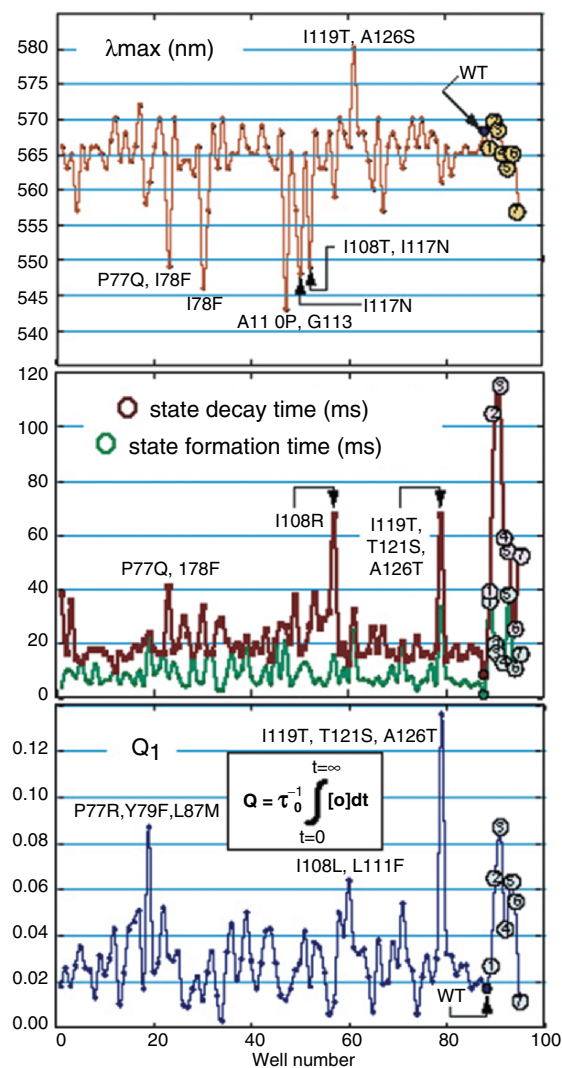 λmax (nm)
I119T, A126S
WT
580
575
570
565
560
555
550
545
540
P77Q, I78F
I78F
A11 0P, G113
I117N
I108T, I117N
120
100
80
60
40
20
0
state decay time (ms)
state formation time (ms)
I108R
I119T,
T121S,
A126T
P77Q, 178F
Q1
I119T, T121S, A126T
0.12
0.10
0.08
0.06
0.04
0.02
0.00
P77R,Y79F,L87M
t=∞
Q = τ0⁻¹ ∫ [o]dt
t=0
I108L, L111F
WT
0 20 40 60 80 100
Well number